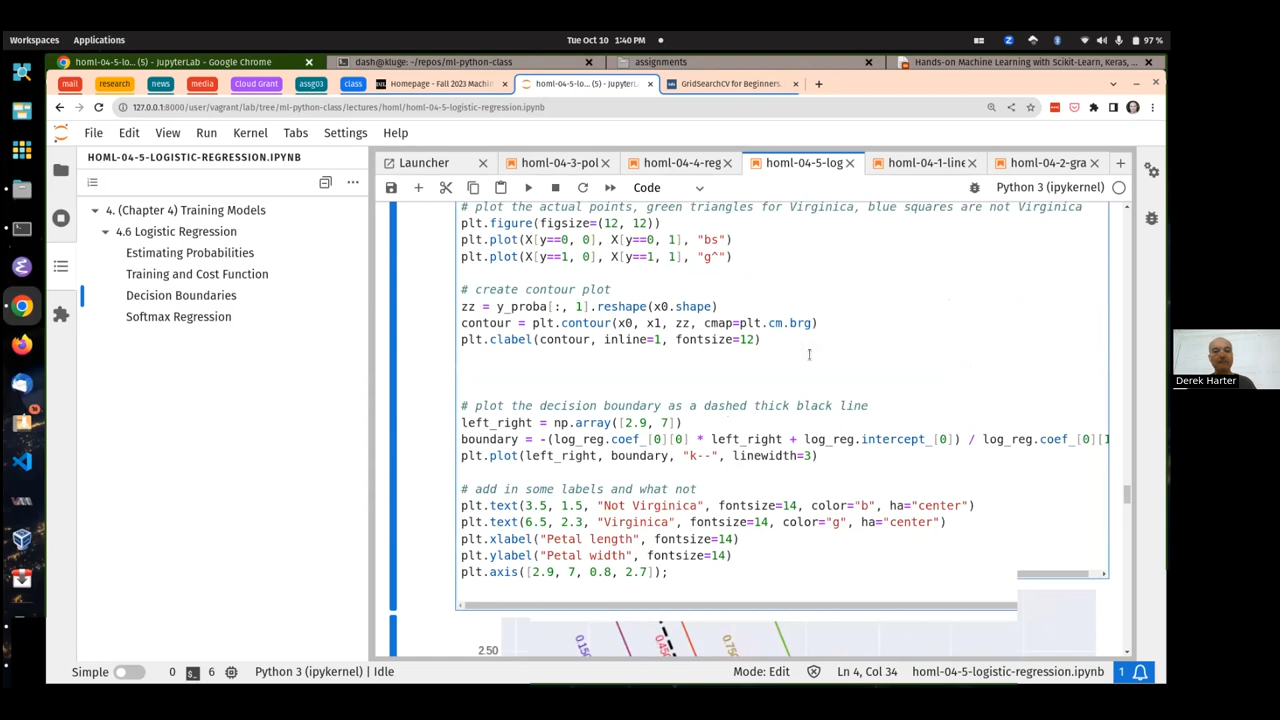 Workspaces Applications Tue Oct 10 1:40 PM 97 %
homl-04-5-lo... (5) - JupyterLab - Google Chrome dash@kluge: ~/repos/ml-python-class assignments Hands-on Machine Learning with Scikit-Learn, Keras,
mail research news media Cloud Grant assg03 class Homepage - Fall 2023 Machi homl-04-5-lo... (5) - JupyterL GridSearchCV for Beginners.
127.0.0.1:8000/user/vagrant/lab/tree/ml-python-class/lectures/homl/homl-04-5-logistic-regression.ipynb
File Edit View Run Kernel Tabs Settings Help
HOML-04-5-LOGISTIC-REGRESSION.IPYNB
Launcher homl-04-3-pol homl-04-4-reg homl-04-5-log homl-04-1-line homl-04-2-gra
Code Python 3 (ipykernel)
4. (Chapter 4) Training Models
4.6 Logistic Regression
Estimating Probabilities
Training and Cost Function
Decision Boundaries
Softmax Regression
# plot the actual points, green triangles for Virginica, blue squares are not Virginica
plt.figure(figsize=(12, 12))
plt.plot(X[y==0, 0], X[y==0, 1], "bs")
plt.plot(X[y==1, 0], X[y==1, 1], "g^")
# create contour plot
zz = y_proba[:, 1].reshape(x0.shape)
contour = plt.contour(x0, x1, zz, cmap=plt.cm.brg)
plt.clabel(contour, inline=1, fontsize=12)
# plot the decision boundary as a dashed thick black line
left_right = np.array([2.9, 7])
boundary = -(log_reg.coef_[0][0] * left_right + log_reg.intercept_[0]) / log_reg.coef_[0][1
plt.plot(left_right, boundary, "k--", linewidth=3)
# add in some labels and what not
plt.text(3.5, 1.5, "Not Virginica", fontsize=14, color="b", ha="center")
plt.text(6.5, 2.3, "Virginica", fontsize=14, color="g", ha="center")
plt.xlabel("Petal length", fontsize=14)
plt.ylabel("Petal width", fontsize=14)
plt.axis([2.9, 7, 0.8, 2.7]);
2.50 0.150 0.450 0.750
Simple 0 6 Python 3 (ipykernel) | Idle Mode: Edit Ln 4, Col 34 homl-04-5-logistic-regression.ipynb 1
Derek Harter